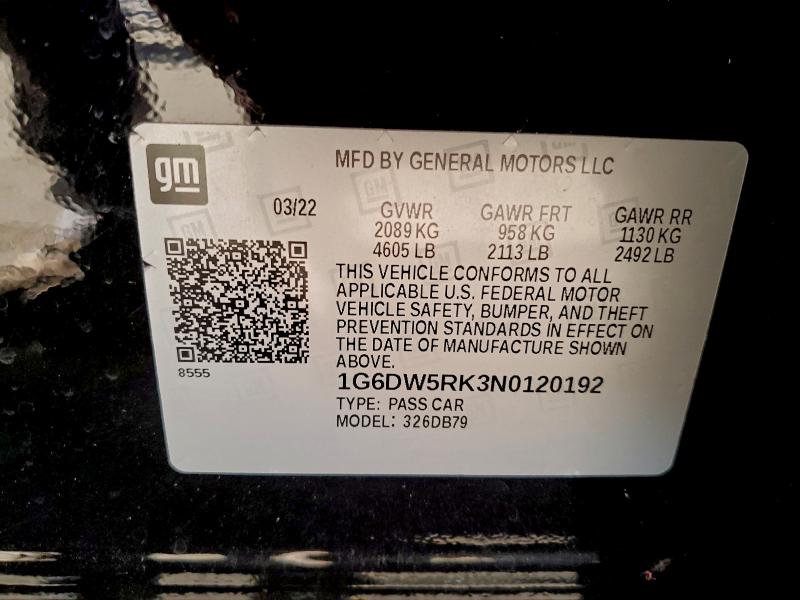 gm
MFD BY GENERAL MOTORS LLC
03/22
GVWR GAWR FRT GAWR RR
2089 KG 958 KG 1130 KG
4605 LB 2113 LB 2492 LB
THIS VEHICLE CONFORMS TO ALL
APPLICABLE U.S. FEDERAL MOTOR
VEHICLE SAFETY, BUMPER, AND THEFT
PREVENTION STANDARDS IN EFFECT ON
THE DATE OF MANUFACTURE SHOWN
ABOVE.
8555
1G6DW5RK3N0120192
TYPE: PASS CAR
MODEL: 326DB79